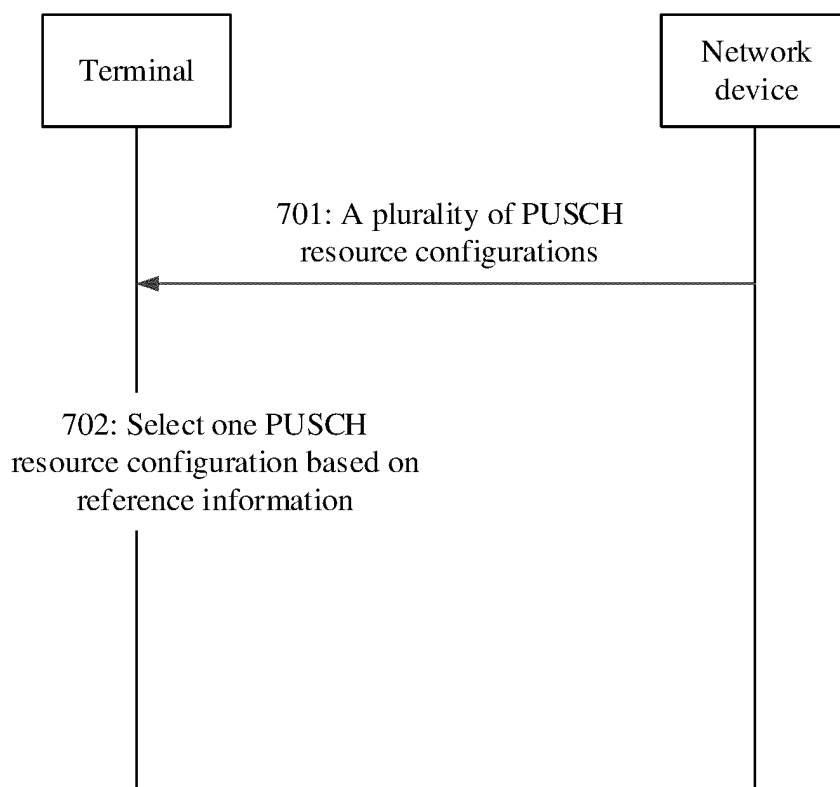 Terminal
Network
device
701: A plurality of PUSCH
resource configurations
702: Select one PUSCH
resource configuration based on
reference information